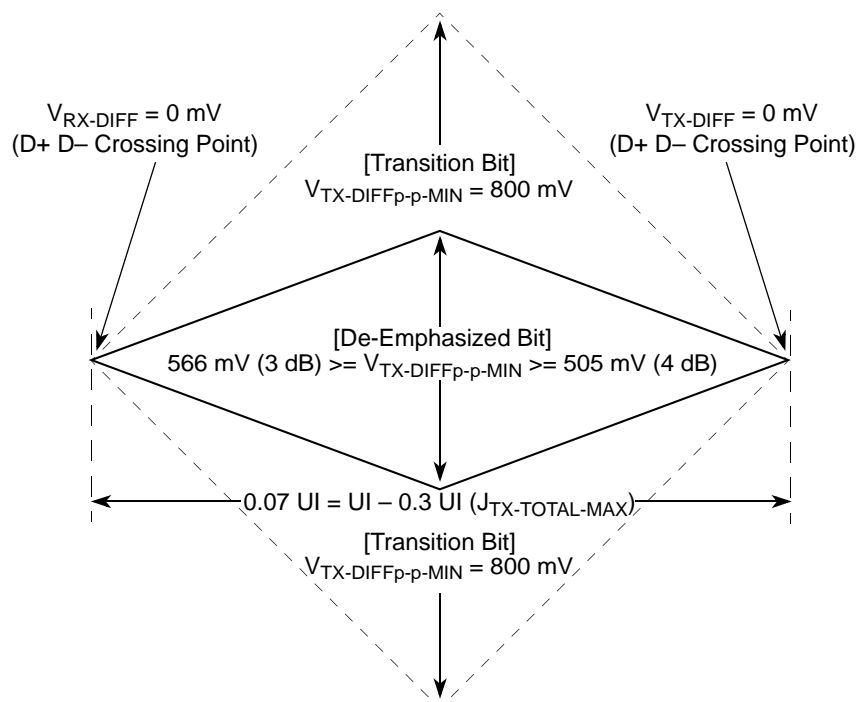 V_RX-DIFF = 0 mV
(D+ D– Crossing Point)
V_TX-DIFF = 0 mV
(D+ D– Crossing Point)
[Transition Bit]
V_TX-DIFFp-p-MIN = 800 mV
[De-Emphasized Bit]
566 mV (3 dB) >= V_TX-DIFFp-p-MIN >= 505 mV (4 dB)
0.07 UI = UI – 0.3 UI (J_TX-TOTAL-MAX)
[Transition Bit]
V_TX-DIFFp-p-MIN = 800 mV